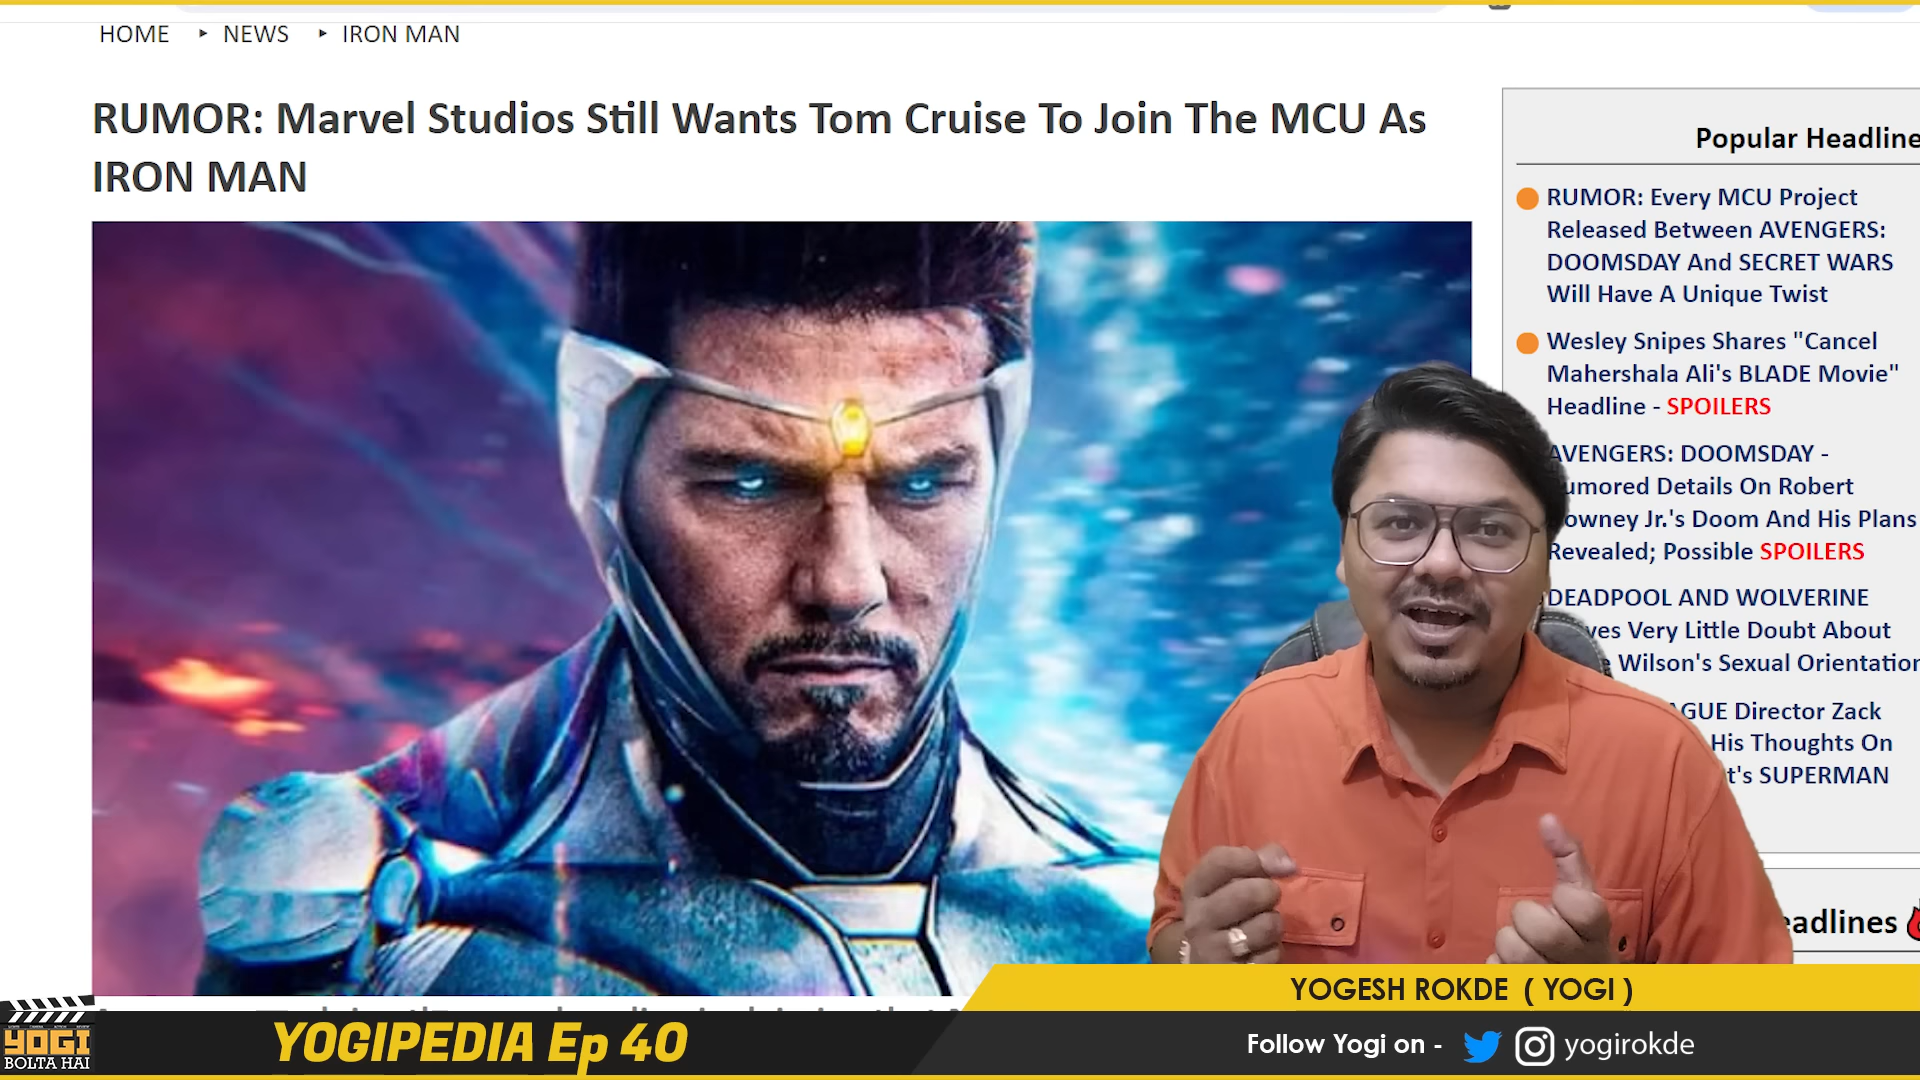 HOME ▸ NEWS ▸ IRON MAN
RUMOR: Marvel Studios Still Wants Tom Cruise To Join The MCU As
IRON MAN
Popular Headline
RUMOR: Every MCU Project
Released Between AVENGERS:
DOOMSDAY And SECRET WARS
Will Have A Unique Twist
Wesley Snipes Shares "Cancel
Mahershala Ali's BLADE Movie"
Headline - SPOILERS
AVENGERS: DOOMSDAY -
umored Details On Robert
owney Jr.'s Doom And His Plans
Revealed; Possible SPOILERS
DEADPOOL AND WOLVERINE
ves Very Little Doubt About
Wilson's Sexual Orientation
AGUE Director Zack
His Thoughts On
t's SUPERMAN
eadlines
YOGESH ROKDE ( YOGI )
YOGI
BOLTA HAI
YOGIPEDIA Ep 40
Follow Yogi on -
yogirokde